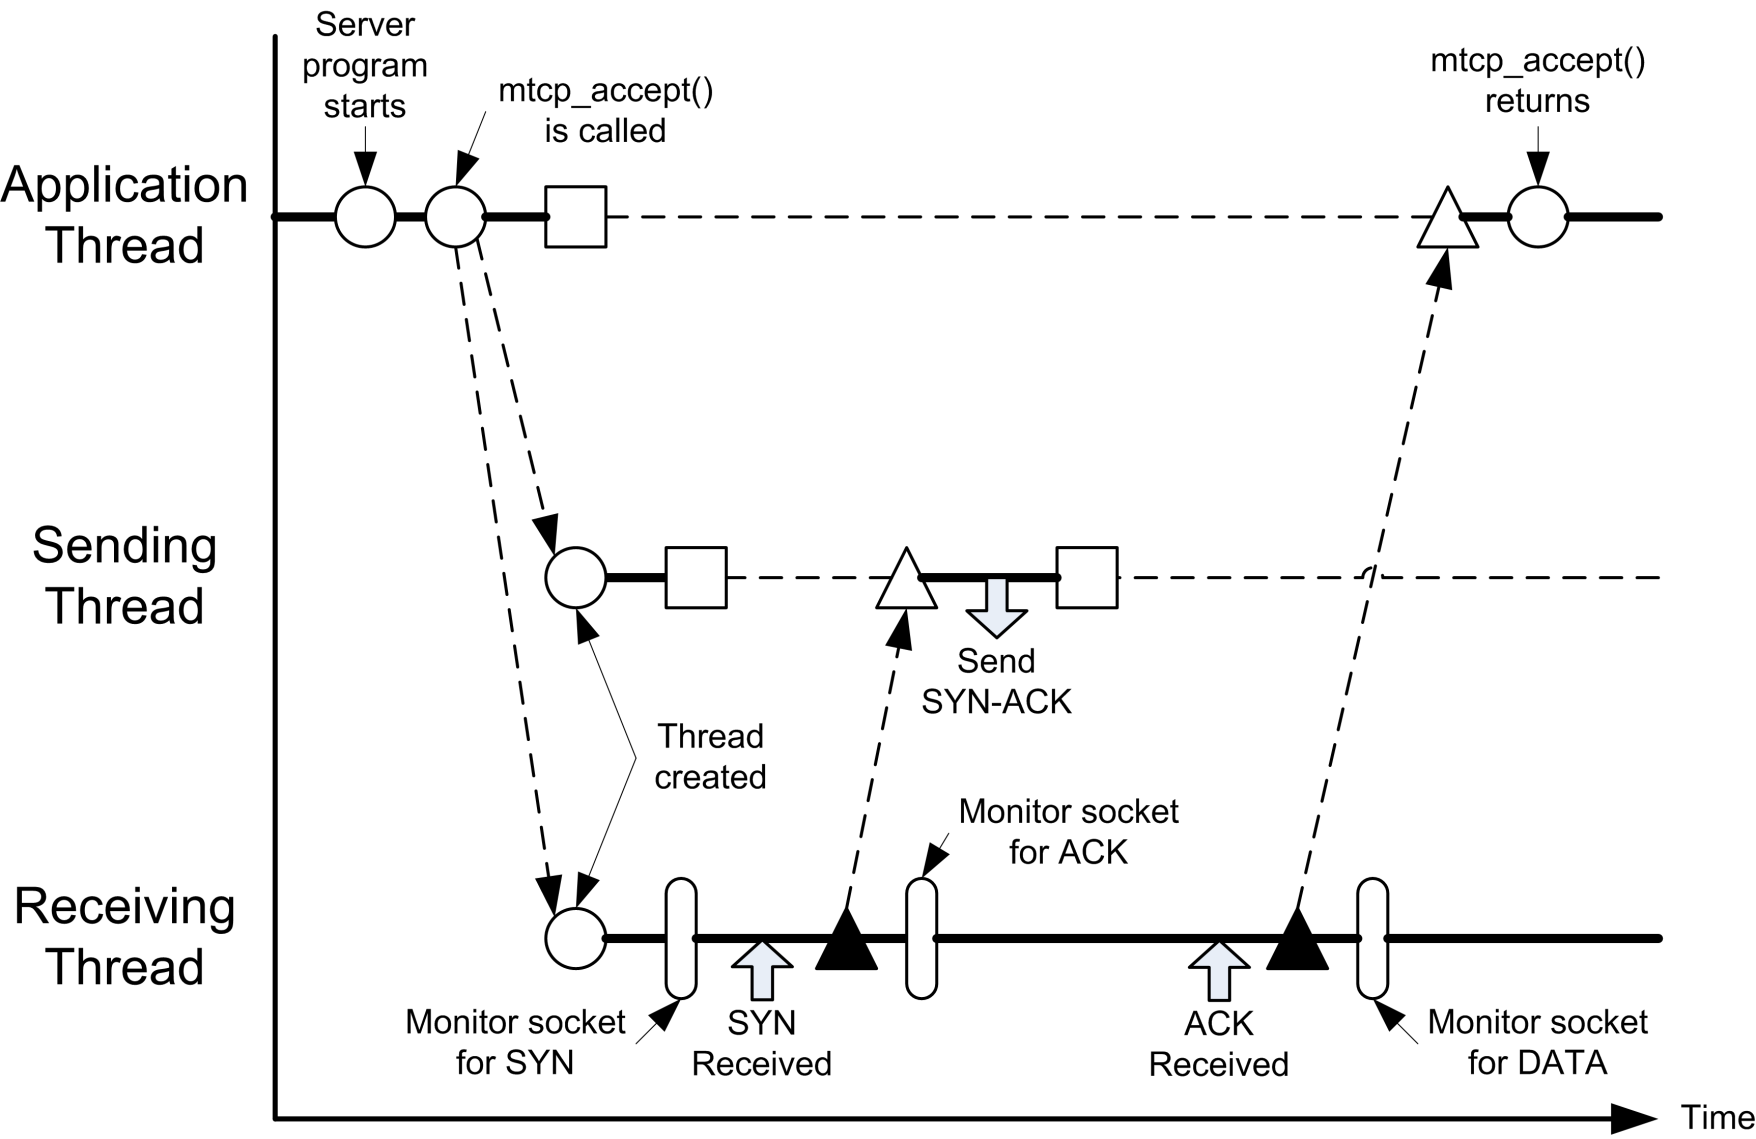 Server
program
starts
mtcp_accept()
is called
mtcp_accept()
returns
Application
Thread
Sending
Thread
Send
SYN-ACK
Thread
created
Monitor socket
for ACK
Receiving
Thread
Monitor socket
for SYN
SYN
Received
ACK
Received
Monitor socket
for DATA
Time